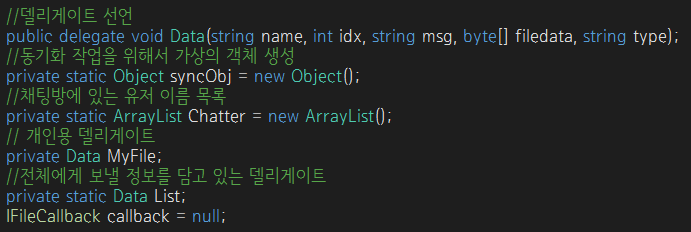 //델리게이트 선언
public delegate void Data(string name, int idx, string msg, byte[] filedata, string type);
//동기화 작업을 위해서 가상의 객체 생성
private static Object syncObj = new Object();
//채팅방에 있는 유저 이름 목록
private static ArrayList Chatter = new ArrayList();
// 개인용 델리게이트
private Data MyFile;
//전체에게 보낼 정보를 담고 있는 델리게이트
private static Data List;
IFileCallback callback = null;